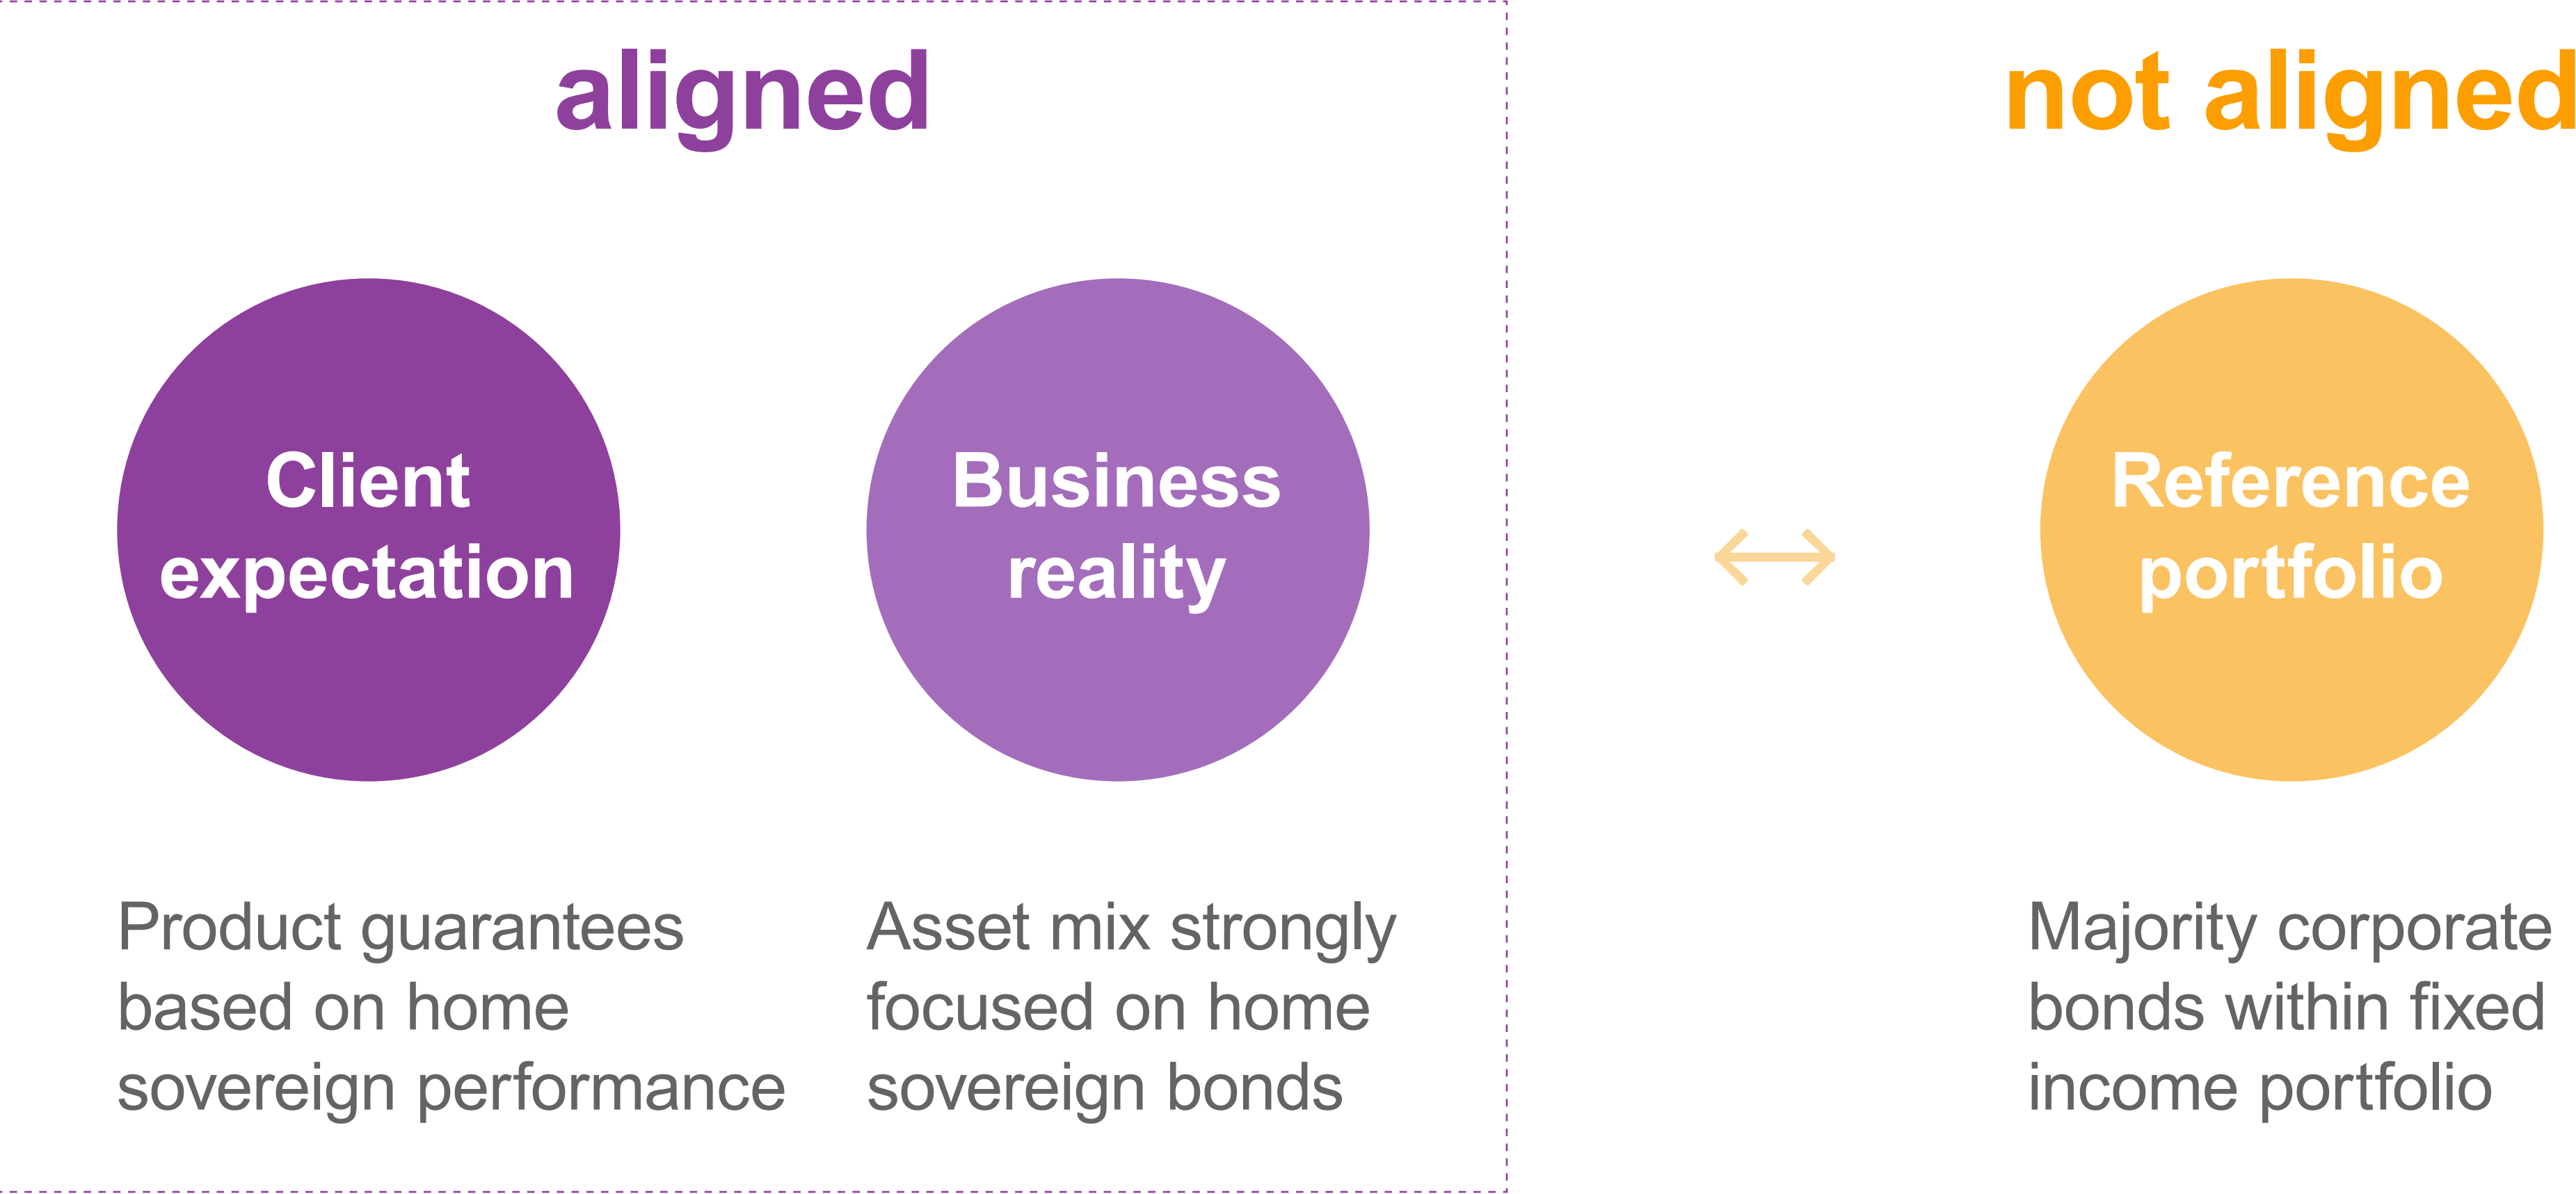 aligned
not aligned
Client
expectation
Business
reality
Reference
portfolio
Product guarantees
based on home
sovereign performance
Asset mix strongly
focused on home
sovereign bonds
Majority corporate
bonds within fixed
income portfolio